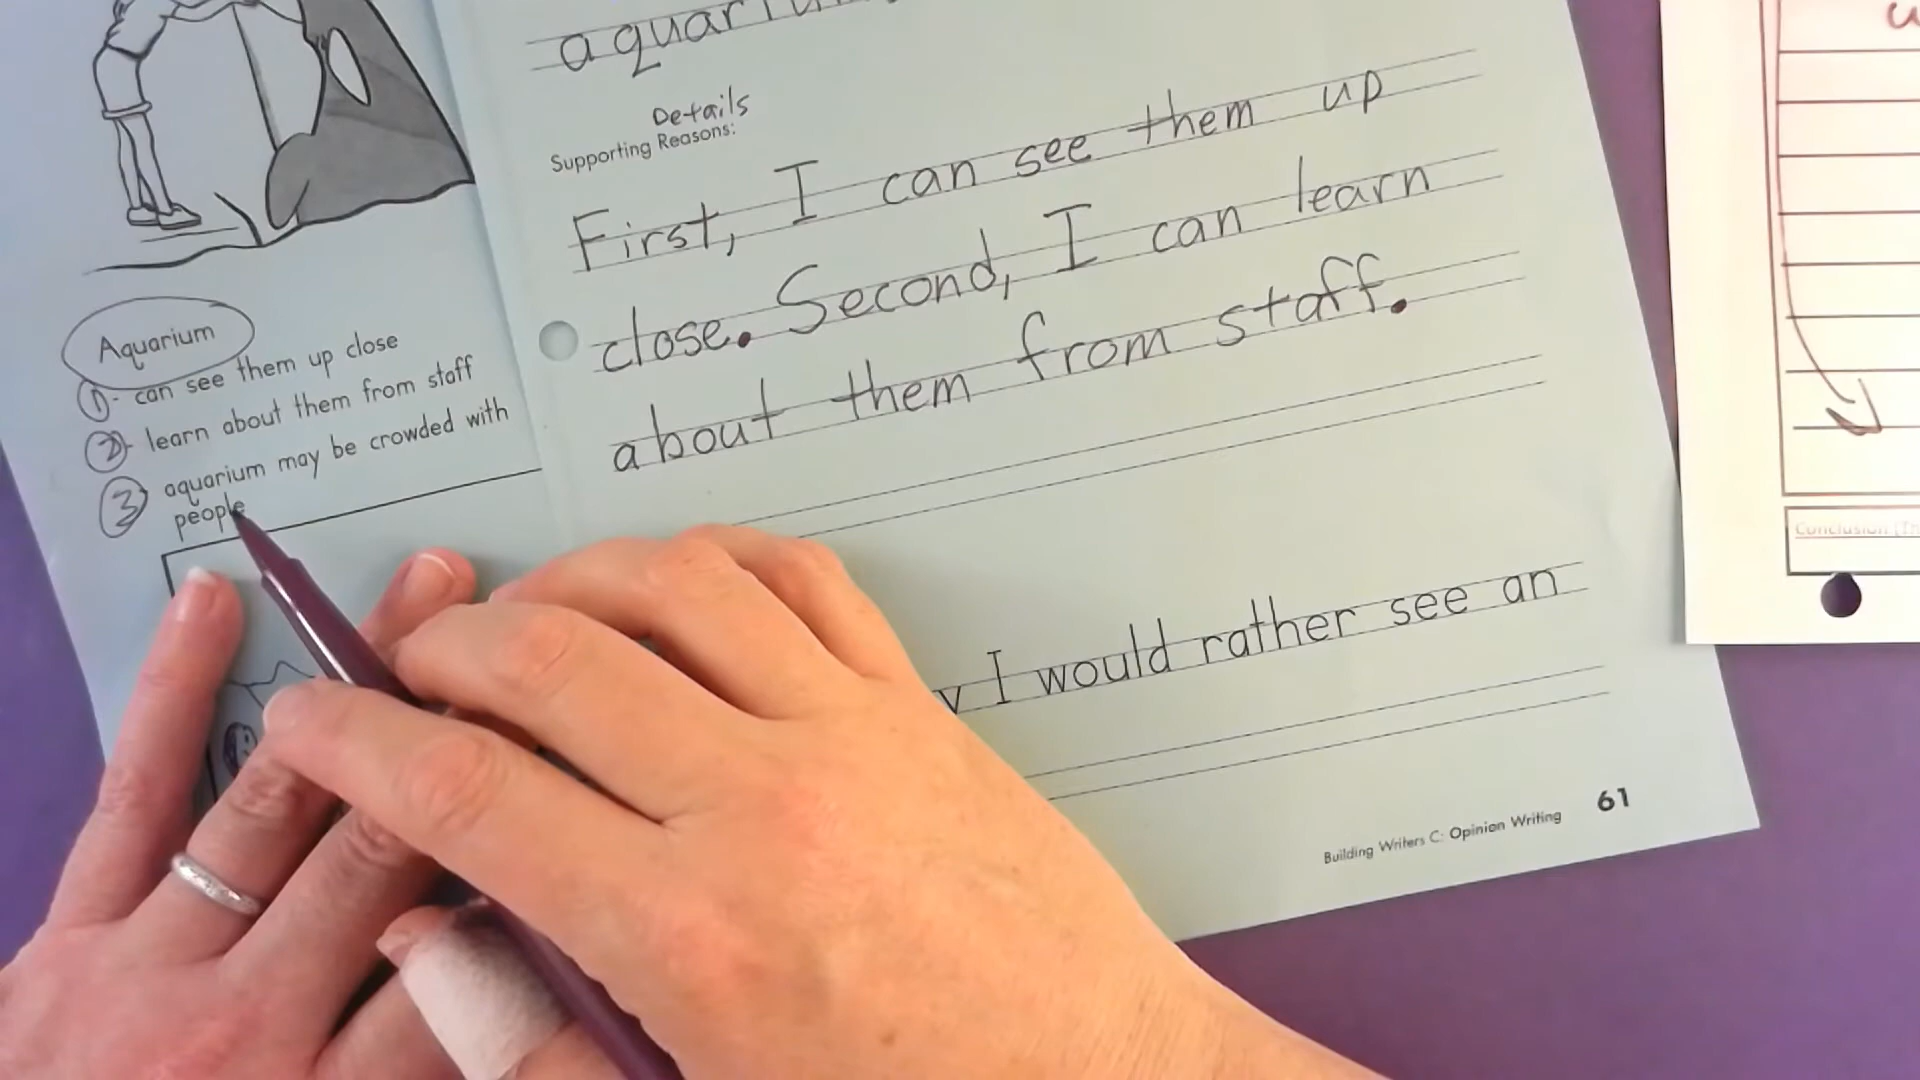 aquarium
Details
Supporting Reasons:
First, I can see them up
close. Second, I can learn
about them from staff.
I would rather see an
Building Writers C: Opinion Writing 61
Aquarium
① - can see them up close
② - learn about them from staff
③ aquarium may be crowded with
people
Conclusion